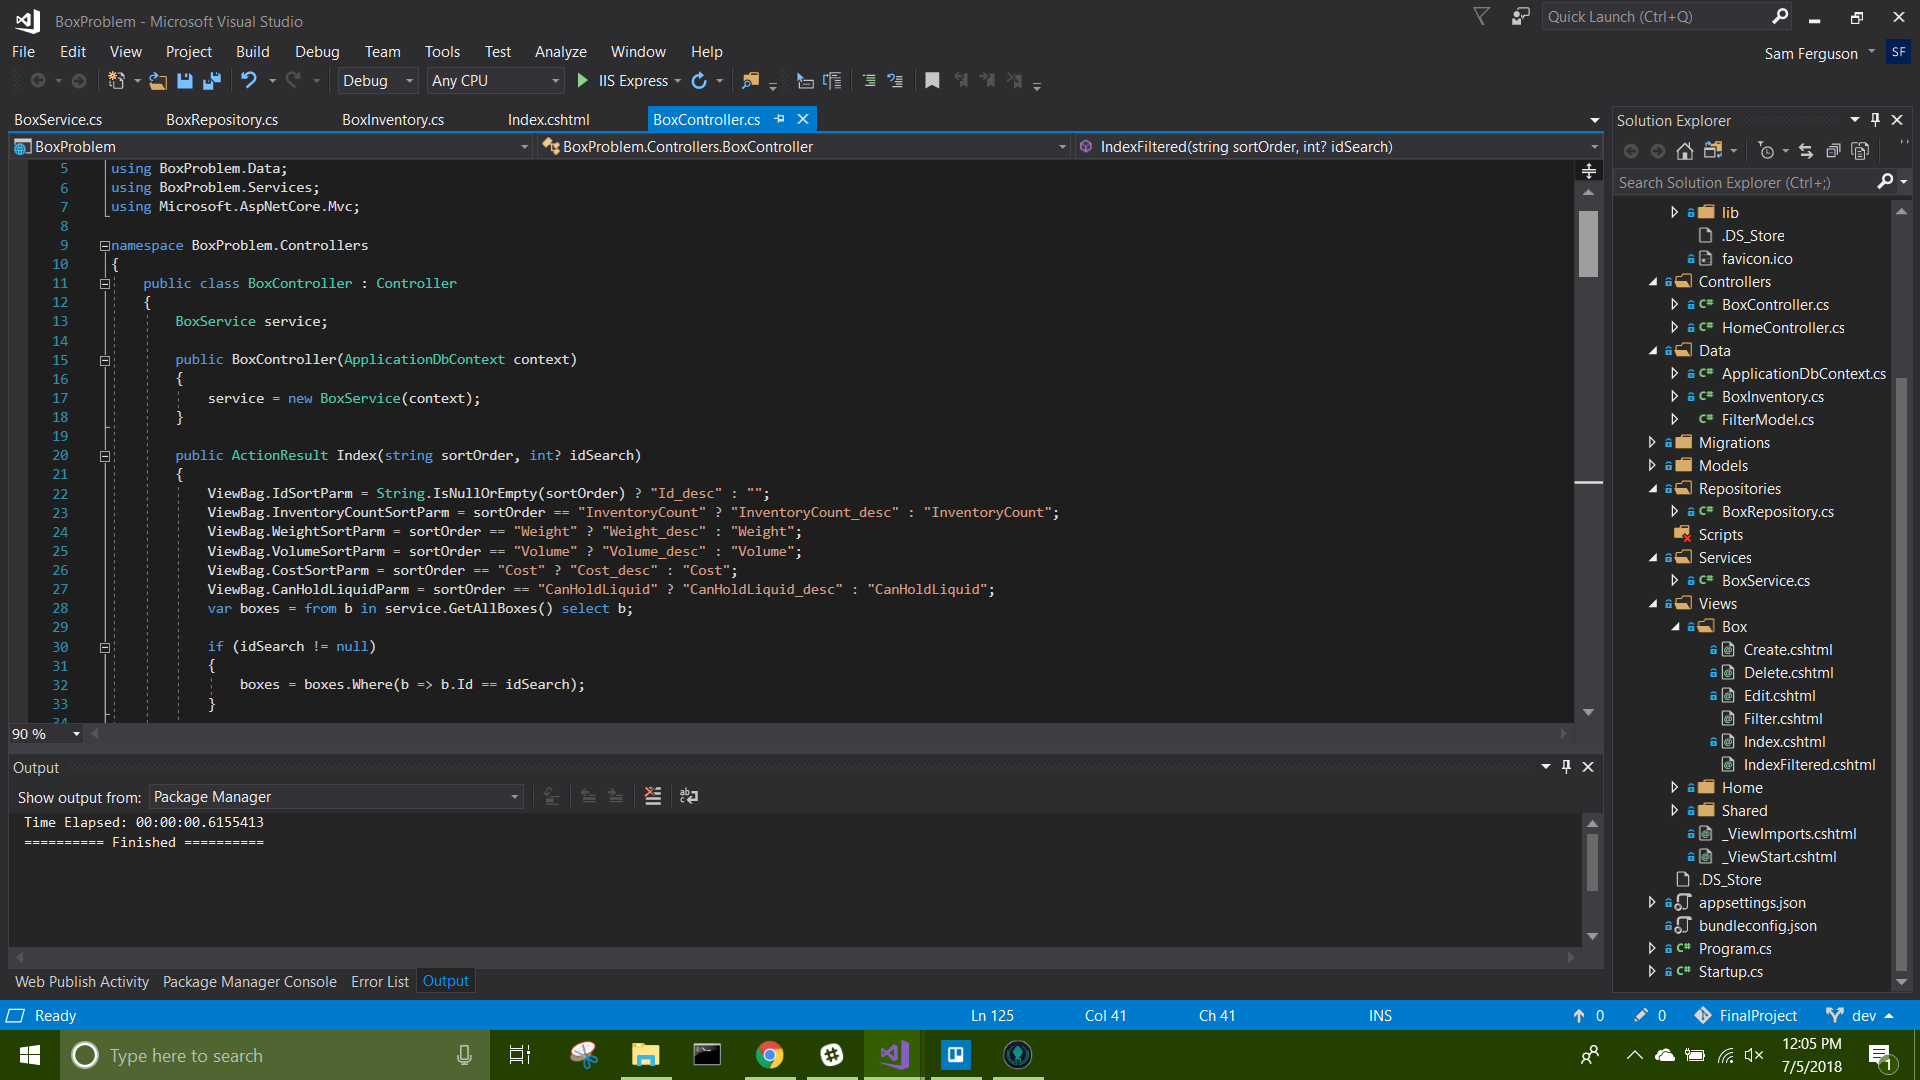 BoxProblem - Microsoft Visual Studio
Quick Launch (Ctrl+Q)
File Edit View Project Build Debug Team Tools Test Analyze Window Help
Sam Ferguson SF
Debug Any CPU IIS Express
BoxService.cs BoxRepository.cs BoxInventory.cs Index.cshtml BoxController.cs
BoxProblem BoxProblem.Controllers.BoxController IndexFiltered(string sortOrder, int? idSearch)
5 using BoxProblem.Data;
6 using BoxProblem.Services;
7 using Microsoft.AspNetCore.Mvc;
8
9 namespace BoxProblem.Controllers
10 {
11 public class BoxController : Controller
12 {
13 BoxService service;
14
15 public BoxController(ApplicationDbContext context)
16 {
17 service = new BoxService(context);
18 }
19
20 public ActionResult Index(string sortOrder, int? idSearch)
21 {
22 ViewBag.IdSortParm = String.IsNullOrEmpty(sortOrder) ? "Id_desc" : "";
23 ViewBag.InventoryCountSortParm = sortOrder == "InventoryCount" ? "InventoryCount_desc" : "InventoryCount";
24 ViewBag.WeightSortParm = sortOrder == "Weight" ? "Weight_desc" : "Weight";
25 ViewBag.VolumeSortParm = sortOrder == "Volume" ? "Volume_desc" : "Volume";
26 ViewBag.CostSortParm = sortOrder == "Cost" ? "Cost_desc" : "Cost";
27 ViewBag.CanHoldLiquidParm = sortOrder == "CanHoldLiquid" ? "CanHoldLiquid_desc" : "CanHoldLiquid";
28 var boxes = from b in service.GetAllBoxes() select b;
29
30 if (idSearch != null)
31 {
32 boxes = boxes.Where(b => b.Id == idSearch);
33 }
34
90 %
Output
Show output from: Package Manager
Time Elapsed: 00:00:00.6155413
========== Finished ==========
Web Publish Activity Package Manager Console Error List Output
Solution Explorer
Search Solution Explorer (Ctrl+;)
lib
.DS_Store
favicon.ico
Controllers
C# BoxController.cs
C# HomeController.cs
Data
C# ApplicationDbContext.cs
C# BoxInventory.cs
C# FilterModel.cs
Migrations
Models
Repositories
C# BoxRepository.cs
Scripts
Services
C# BoxService.cs
Views
Box
Create.cshtml
Delete.cshtml
Edit.cshtml
Filter.cshtml
Index.cshtml
IndexFiltered.cshtml
Home
Shared
_ViewImports.cshtml
_ViewStart.cshtml
.DS_Store
appsettings.json
bundleconfig.json
C# Program.cs
C# Startup.cs
Ready Ln 125 Col 41 Ch 41 INS 0 0 FinalProject dev
Type here to search
12:05 PM
7/5/2018
1